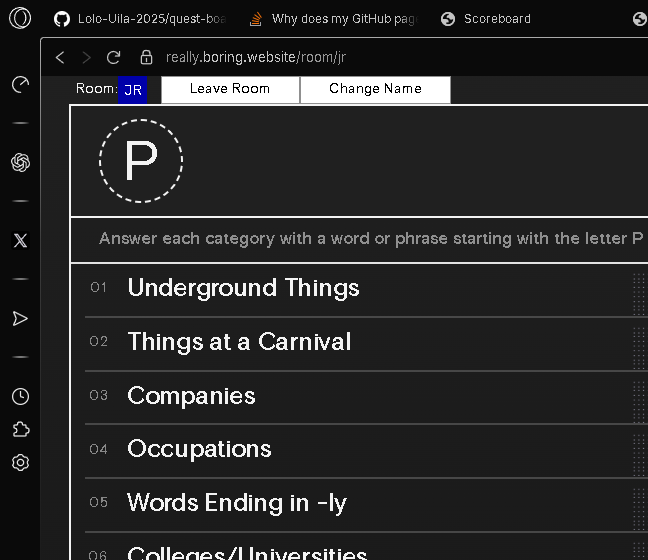 Lolo-Uila-2025/quest-boa
Why does my GitHub page
Scoreboard
really.boring.website/room/jr
Room: JR
Leave Room
Change Name
P
Answer each category with a word or phrase starting with the letter P
01 Underground Things
02 Things at a Carnival
03 Companies
04 Occupations
05 Words Ending in -ly
06 Colleges/Universities